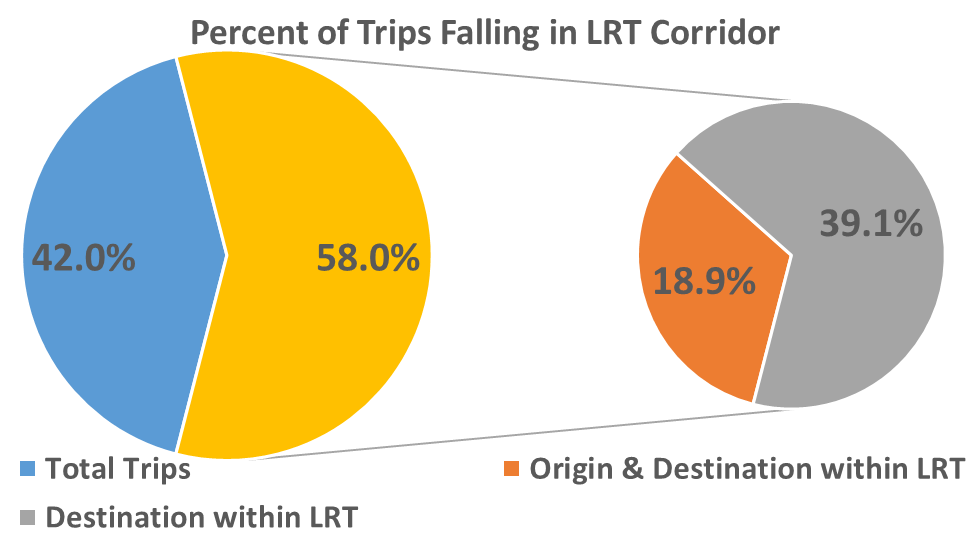 Percent of Trips Falling in LRT Corridor
42.0%
58.0%
39.1%
18.9%
Total Trips
Origin & Destination within LRT
Destination within LRT